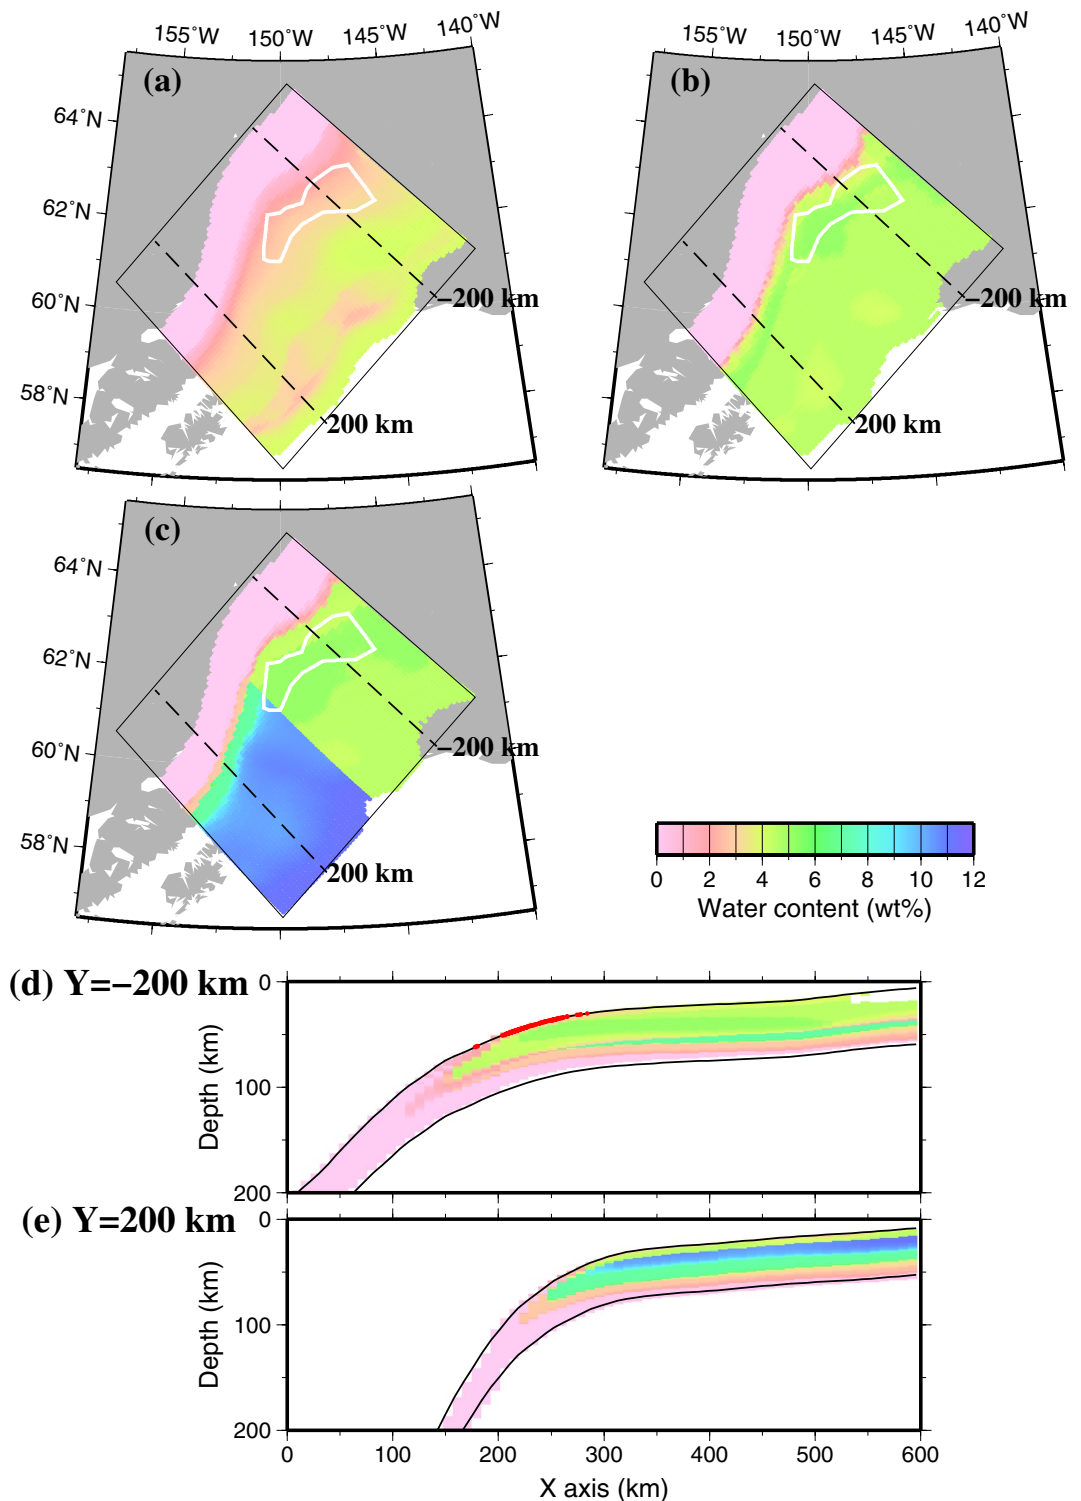 155˚W 150˚W 145˚W 140˚W
155˚W 150˚W 145˚W 140˚W
(a)
(b)
64˚N
62˚N
60˚N
58˚N
−200 km
200 km
−200 km
200 km
(c)
64˚N
62˚N
60˚N
58˚N
−200 km
200 km
0 2 4 6 8 10 12
Water content (wt%)
(d) Y=−200 km
0
100
200
Depth (km)
(e) Y=200 km
0
100
200
Depth (km)
0 100 200 300 400 500 600
X axis (km)